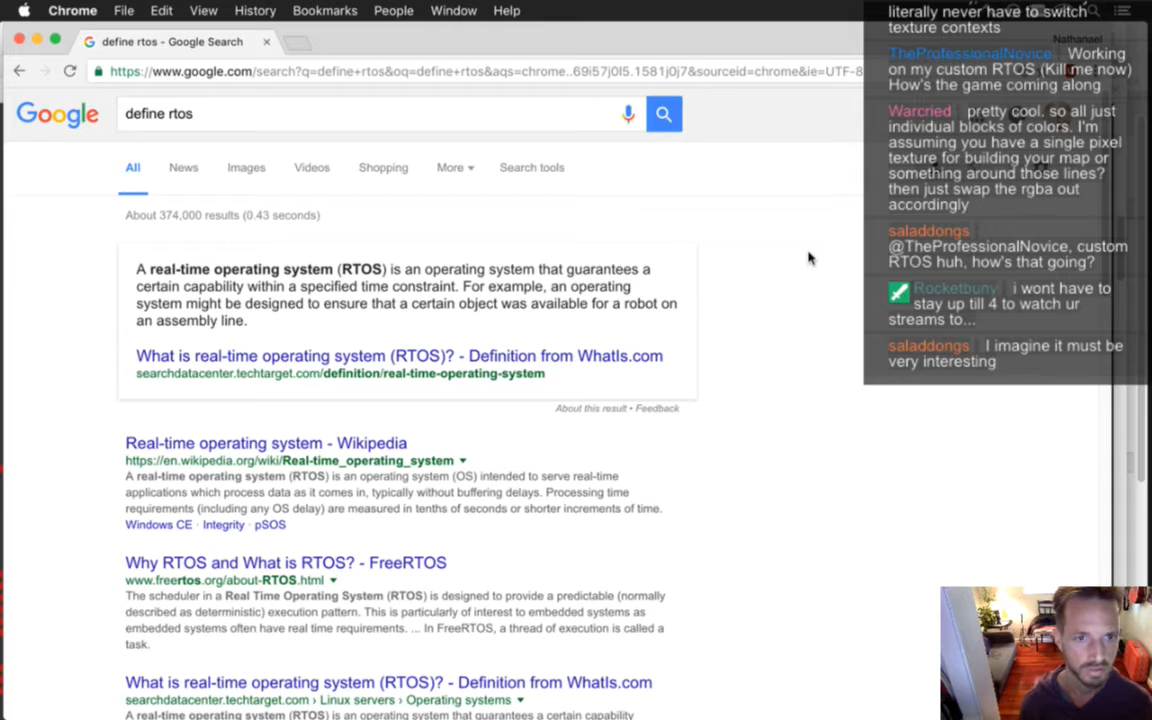 Chrome File Edit View History Bookmarks People Window Help
define rtos - Google Search
Nathanael
https://www.google.com/search?q=define+rtos&oq=define+rtos&aqs=chrome..69i57j0l5.1581j0j7&sourceid=chrome&ie=UTF-8
Google
define rtos
All News Images Videos Shopping More Search tools
About 374,000 results (0.43 seconds)
A real-time operating system (RTOS) is an operating system that guarantees a
certain capability within a specified time constraint. For example, an operating
system might be designed to ensure that a certain object was available for a robot on
an assembly line.
What is real-time operating system (RTOS)? - Definition from WhatIs.com
searchdatacenter.techtarget.com/definition/real-time-operating-system
About this result • Feedback
Real-time operating system - Wikipedia
https://en.wikipedia.org/wiki/Real-time_operating_system
A real-time operating system (RTOS) is an operating system (OS) intended to serve real-time
applications which process data as it comes in, typically without buffering delays. Processing time
requirements (including any OS delay) are measured in tenths of seconds or shorter increments of time.
Windows CE · Integrity · pSOS
Why RTOS and What is RTOS? - FreeRTOS
www.freertos.org/about-RTOS.html
The scheduler in a Real Time Operating System (RTOS) is designed to provide a predictable (normally
described as deterministic) execution pattern. This is particularly of interest to embedded systems as
embedded systems often have real time requirements. ... In FreeRTOS, a thread of execution is called a
task.
What is real-time operating system (RTOS)? - Definition from WhatIs.com
searchdatacenter.techtarget.com › Linux servers › Operating systems
A real-time operating system (RTOS) is an operating system that guarantees a certain capability
literally never have to switch
texture contexts
TheProfessionalNovice Working
on my custom RTOS (Kill me now)
How's the game coming along
Warcried pretty cool. so all just
individual blocks of colors. I'm
assuming you have a single pixel
texture for building your map or
something around those lines?
then just swap the rgba out
accordingly
saladdongs
@TheProfessionalNovice, custom
RTOS huh, how's that going?
Rocketbuny i wont have to
stay up till 4 to watch ur
streams to...
saladdongs I imagine it must be
very interesting